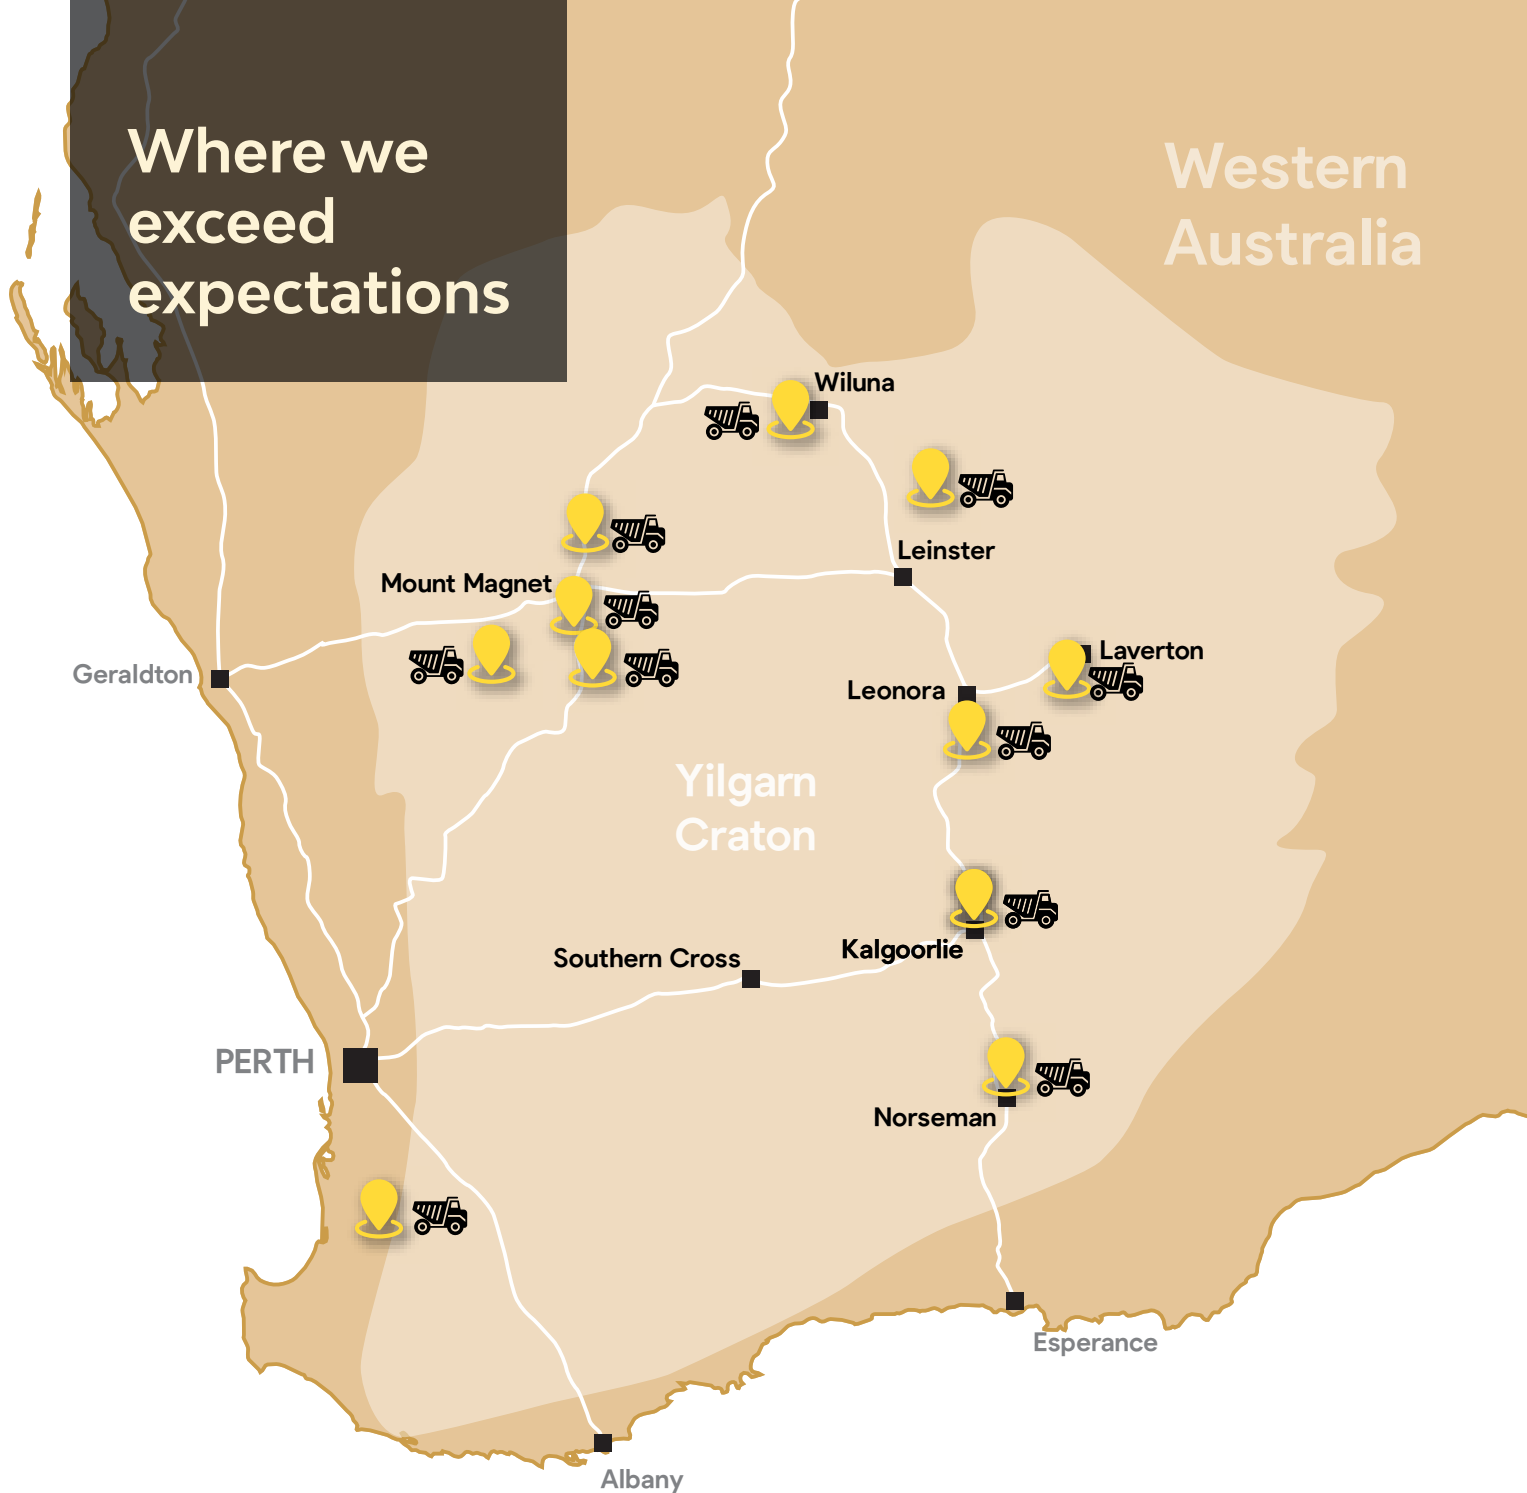 Where we
exceed
expectations
Western
Australia
Wiluna
Leinster
Mount Magnet
Laverton
Geraldton
Leonora
Yilgarn
Craton
Kalgoorlie
Southern Cross
PERTH
Norseman
Esperance
Albany